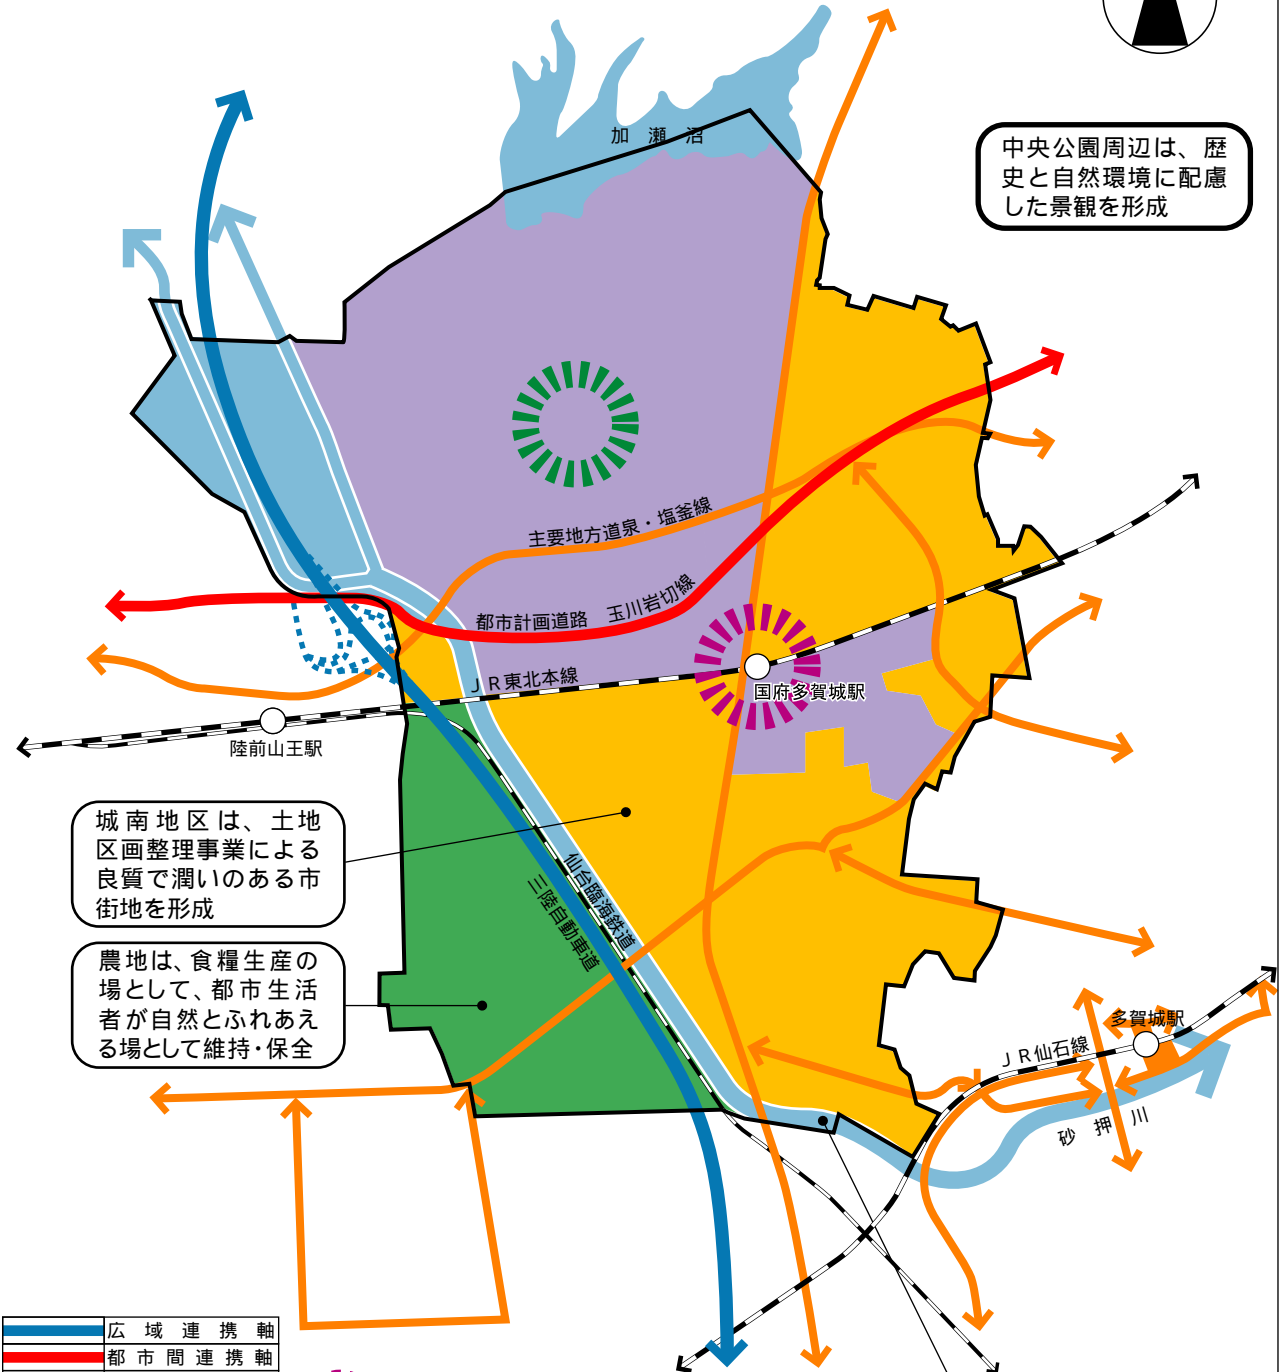 加瀬沼
中央公園周辺は、歴
史と自然環境に配慮
した景観を形成
主要地方道泉・塩釜線
都市計画道路 玉川岩切線
JR東北本線
国府多賀城駅
陸前山王駅
城南地区は、土地
区画整理事業による
良質で潤いのある市
街地を形成
仙台臨海鉄道
三陸自動車道
農地は、食糧生産の
場として、都市生活
者が自然とふれあえ
る場として維持・保全
多賀城駅
JR仙石線
砂押川
広域連携軸
都市間連携軸